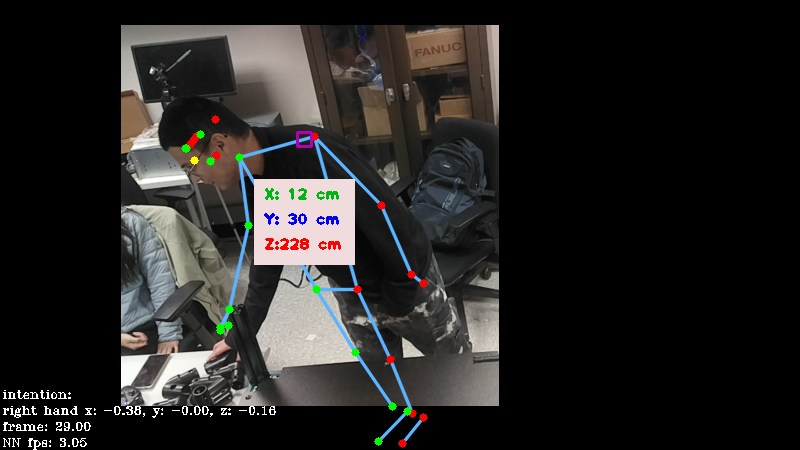 FANUC
X: 12 cm
Y: 30 cm
Z:228 cm
intention:
right hand x: -0.38, y: -0.00, z: -0.16
frame: 29.00
NN fps: 3.05